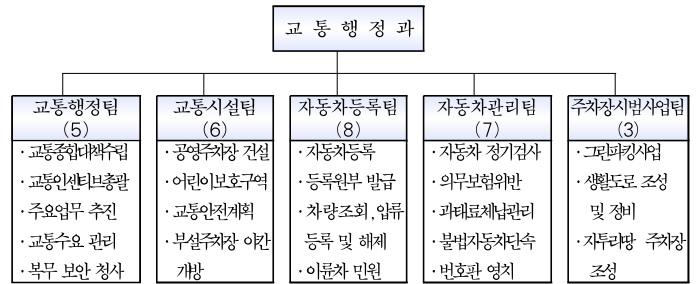 교 통 행 정 과
교통행정팀
(5)
· 교통종합대책수립
· 교통인센티브총괄
· 주요업무 추진
· 교통수요 관리
· 복무 보안 청사
교통시설팀
(6)
· 공영주차장 건설
· 어린이보호구역
· 교통안전계획
· 부설주차장 야간
개방
자동차등록팀
(8)
· 자동차등록
· 등록원부 발급
· 차량조회,압류
등록 및 해제
· 이륜차 민원
자동차관리팀
(7)
· 자동차 정기검사
· 의무보험위반
· 과태료체납관리
· 불법자동차단속
· 번호판 영치
주차장시범사업팀
(3)
· 그린파킹사업
· 생활도로 조성
및 정비
· 자투리땅 주차장
조성